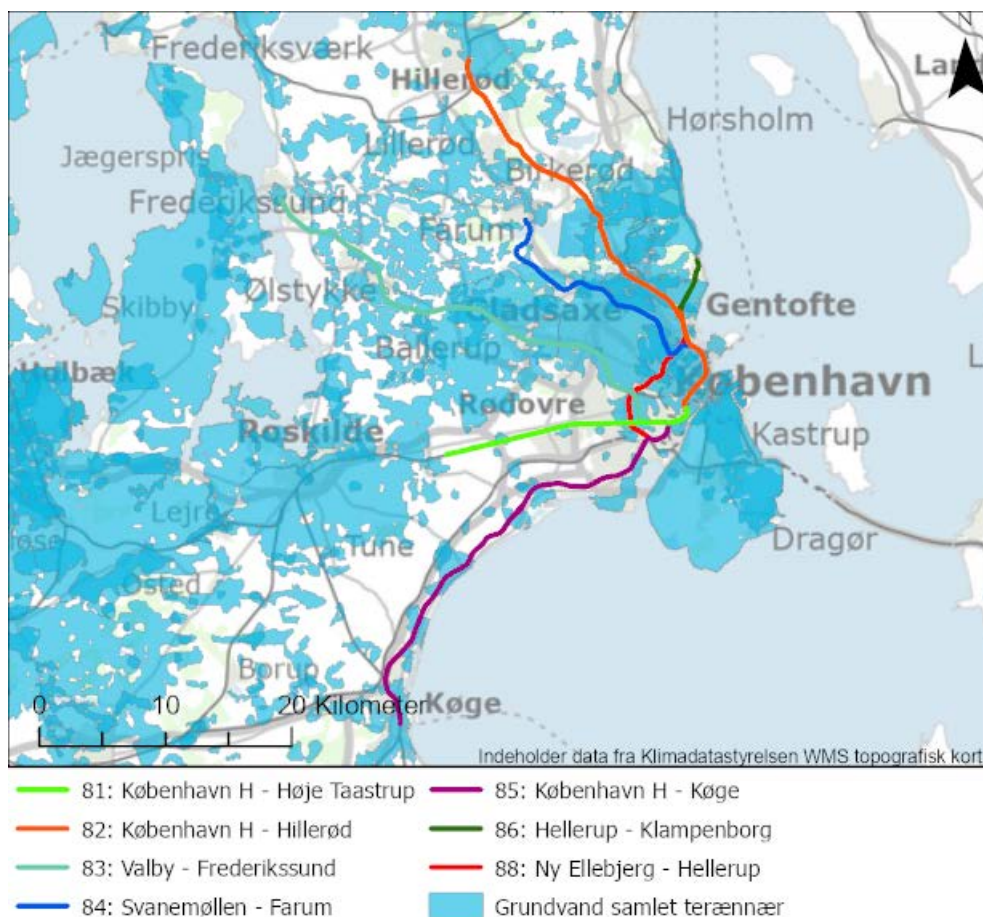 N
Frederiksværk
Hillerød
Land
Hørsholm
Lillerød
Jægerspris
Birkerød
Frederikssund
Farum
Ølstykke
Skibby
Gladsaxe
Gentofte
Ballerup
Holbæk
København
Rødovre
Roskilde
Kastrup
Lejre
Tune
Dragør
Osted
Borup
0 10 20 Kilometer
Køge
Indeholder data fra Klimadatastyrelsen WMS topografisk kort
81: København H - Høje Taastrup
85: København H - Køge
82: København H - Hillerød
86: Hellerup - Klampenborg
83: Valby - Frederikssund
88: Ny Ellebjerg - Hellerup
84: Svanemøllen - Farum
Grundvand samlet terænnær